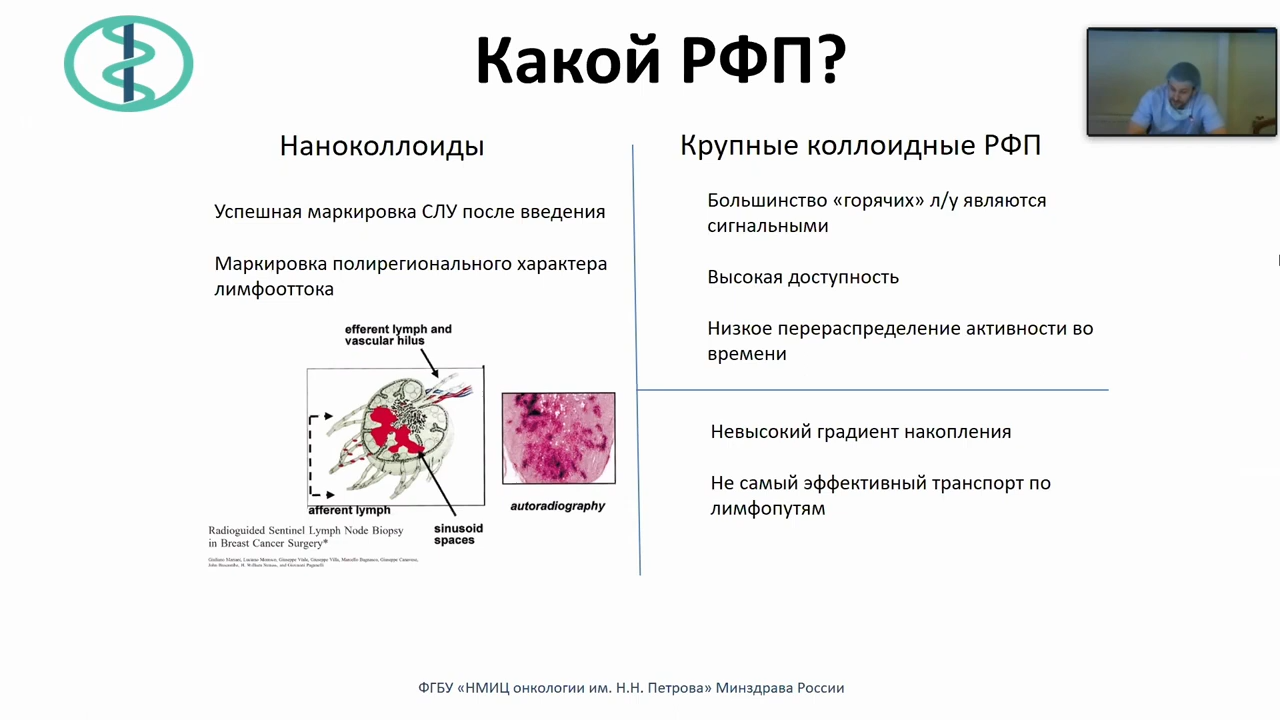 Какой РФП?
Наноколлоиды
Успешная маркировка СЛУ после введения
Маркировка полирегионального характера
лимфооттока
efferent lymph and
vascular hilus
afferent lymph
sinusoid
spaces
autoradiography
Radioguided Sentinel Lymph Node Biopsy
in Breast Cancer Surgery*
Крупные коллоидные РФП
Большинство «горячих» л/у являются
сигнальными
Высокая доступность
Низкое перераспределение активности во
времени
Невысокий градиент накопления
Не самый эффективный транспорт по
лимфопутям
ФГБУ «НМИЦ онкологии им. Н.Н. Петрова» Минздрава России